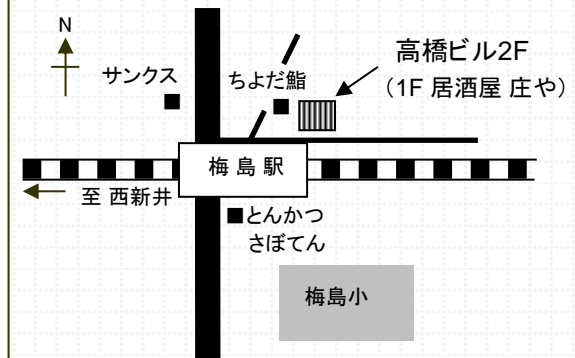 N
高橋ビル2F
(1F 居酒屋 庄や)
サンクス
ちよだ鮨
梅島駅
至 西新井
とんかつ
さぼてん
梅島小